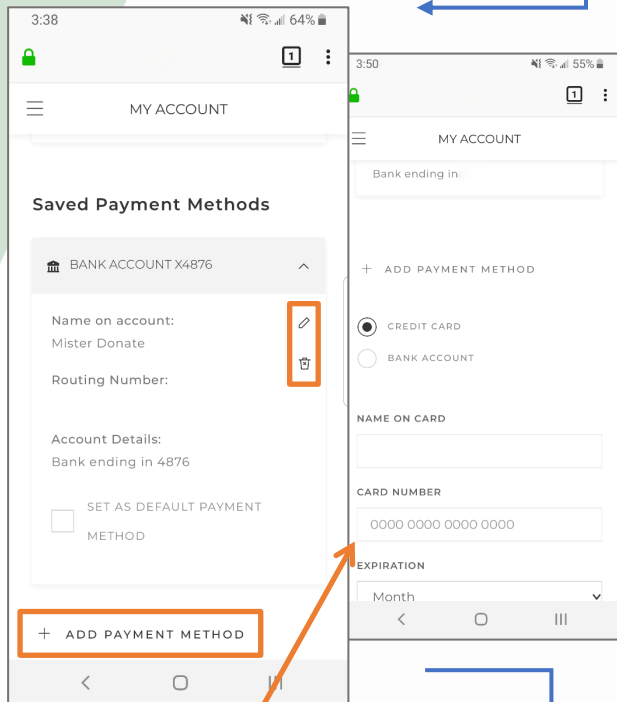 3:38
64%
1
MY ACCOUNT
Saved Payment Methods
BANK ACCOUNT X4876
Name on account:
Mister Donate
Routing Number:
Account Details:
Bank ending in 4876
SET AS DEFAULT PAYMENT
METHOD
+ ADD PAYMENT METHOD
3:50
55%
1
MY ACCOUNT
Bank ending in
+ ADD PAYMENT METHOD
CREDIT CARD
BANK ACCOUNT
NAME ON CARD
CARD NUMBER
0000 0000 0000 0000
EXPIRATION
Month